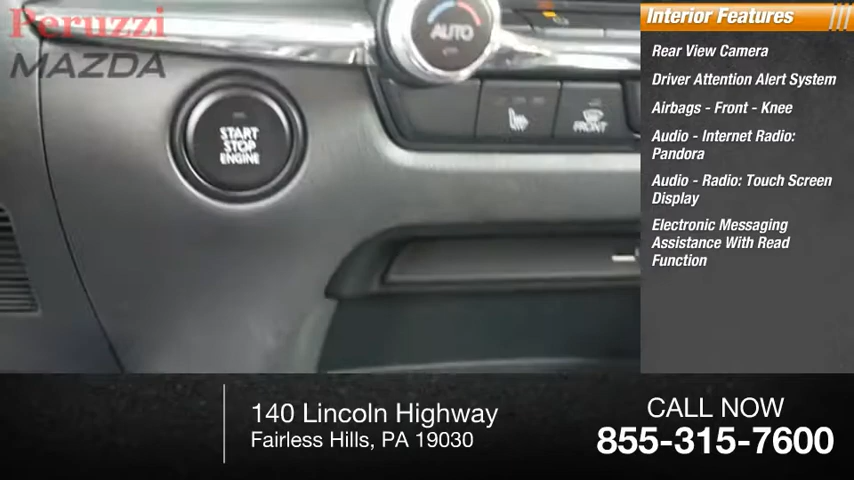 Peruzzi
MAZDA
AUTO
START
STOP
ENGINE
FRONT
Interior Features
Rear View Camera
Driver Attention Alert System
Airbags - Front - Knee
Audio - Internet Radio:
Pandora
Audio - Radio: Touch Screen
Display
Electronic Messaging
Assistance With Read
Function
140 Lincoln Highway
Fairless Hills, PA 19030
CALL NOW
855-315-7600